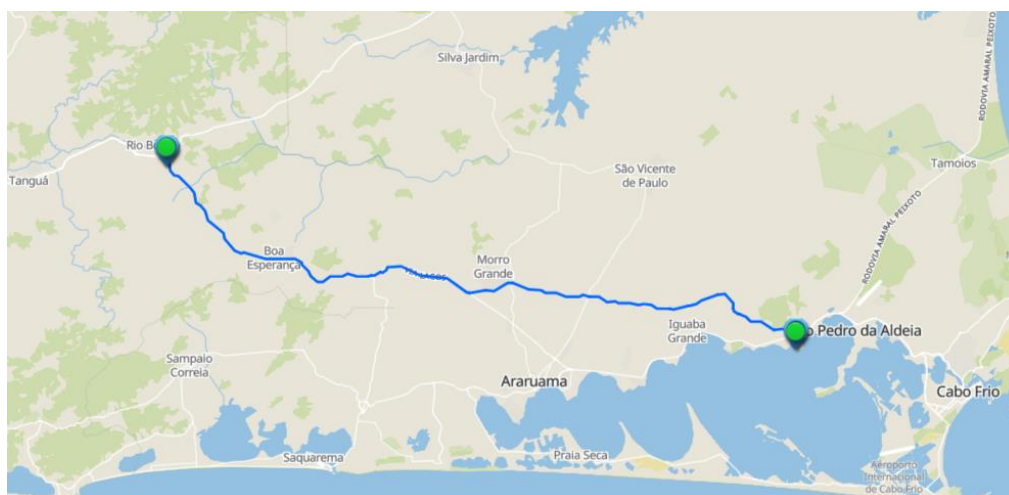 Silva Jardim
Rio B
Tanguá
São Vicente
de Paulo
Tamoios
RODOVIA AMARAL PEIXOTO
RODOVIA AMARAL PEIXOTO
Boa
Esperança
Morro
Grande
LAGOS
Iguaba
Grande
o Pedro da Aldeia
Sampaio
Correia
Araruama
Cabo Frio
Saquarema
Praia Seca
Aeroporto
Internacional
de Cabo Frio